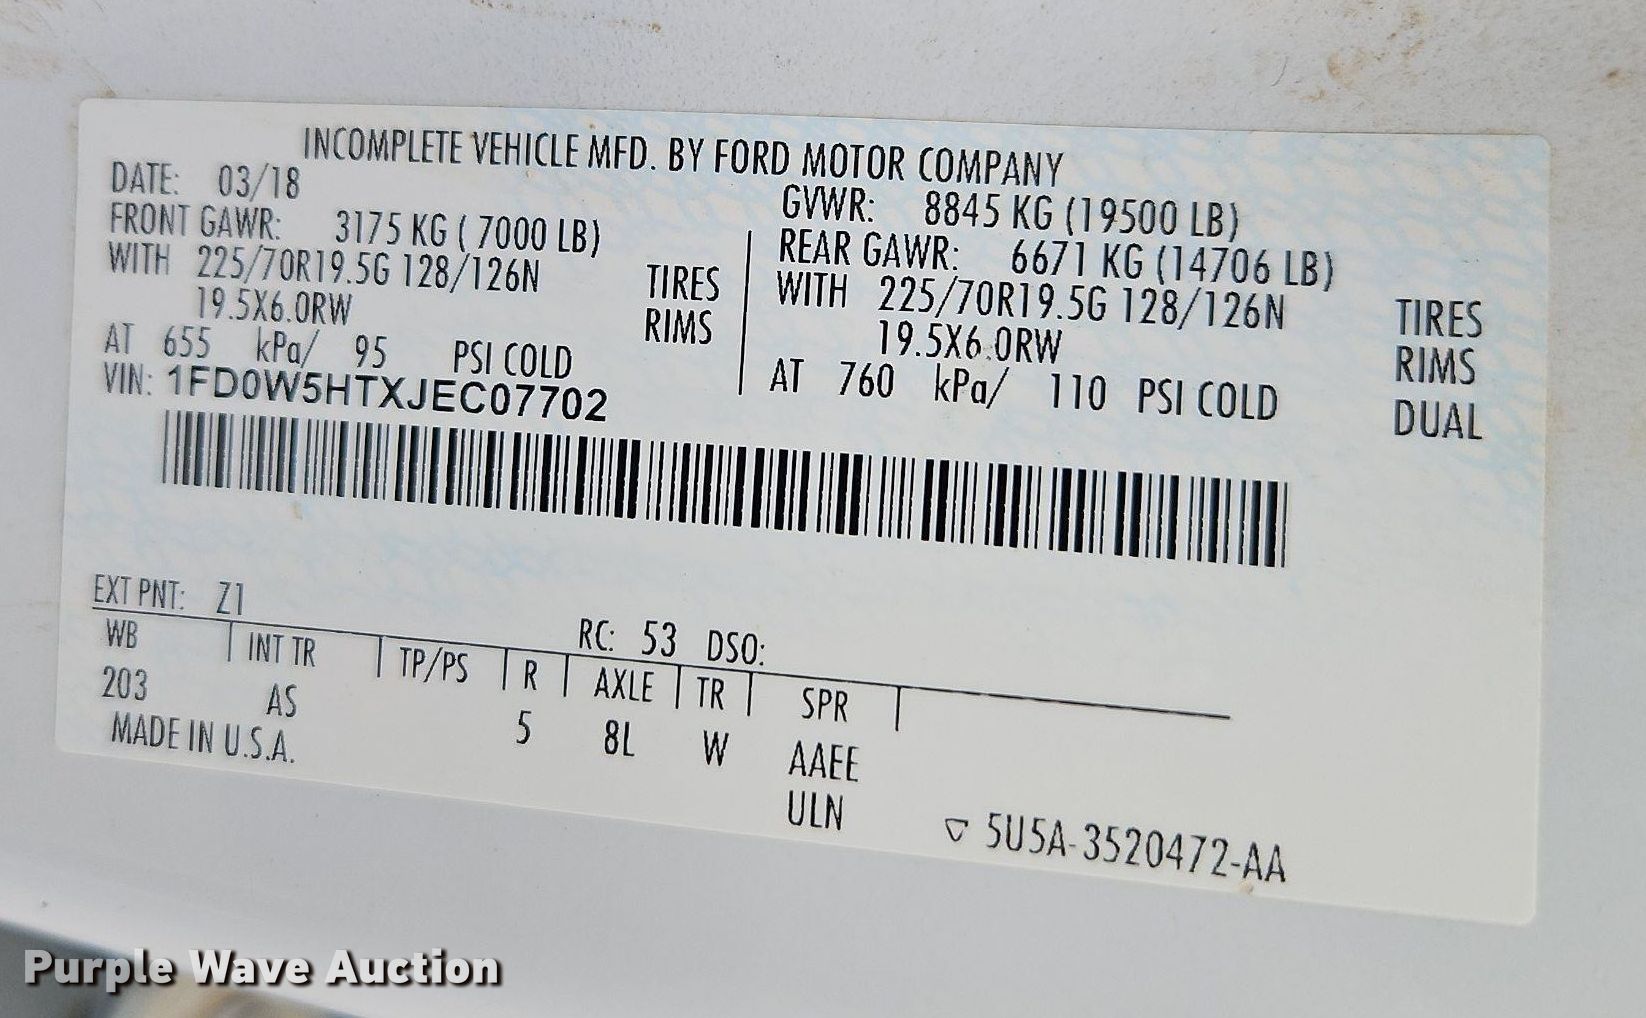 INCOMPLETE VEHICLE MFD. BY FORD MOTOR COMPANY
DATE: 03/18
GVWR: 8845 KG (19500 LB)
FRONT GAWR: 3175 KG ( 7000 LB)
WITH 225/70R19.5G 128/126N TIRES
19.5X6.0RW RIMS
AT 655 kPa/ 95 PSI COLD
REAR GAWR: 6671 KG (14706 LB)
WITH 225/70R19.5G 128/126N TIRES
19.5X6.0RW RIMS
AT 760 kPa/ 110 PSI COLD DUAL
VIN: 1FD0W5HTXJEC07702
EXT PNT: Z1 RC: 53 DSO:
WB INT TR TP/PS R AXLE TR SPR
203 AS 5 8L W AAEE
MADE IN U.S.A. ULN
5U5A-3520472-AA
Purple Wave Auction